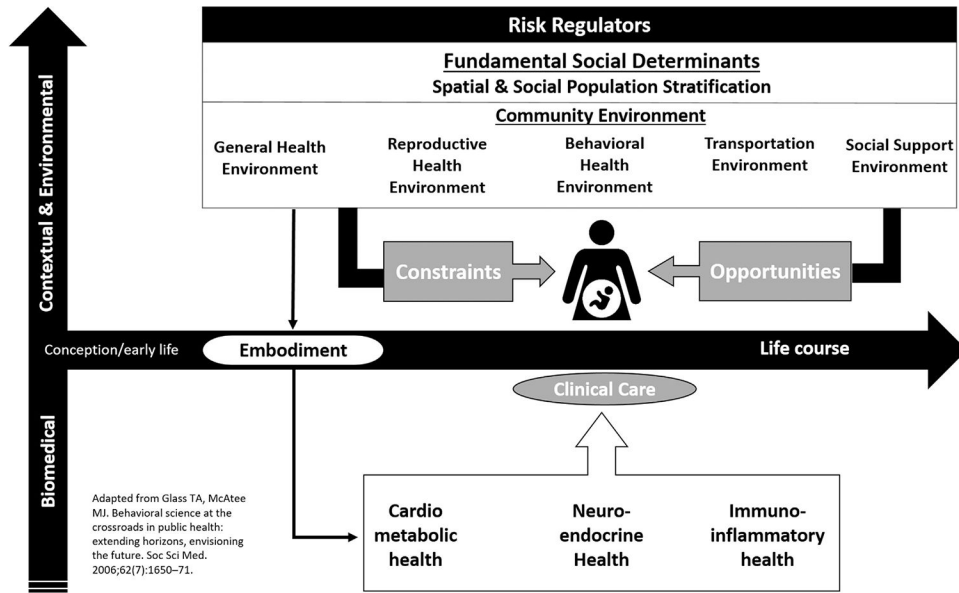 Risk Regulators
Fundamental Social Determinants
Spatial & Social Population Stratification
Community Environment
General Health
Environment
Reproductive
Health
Environment
Behavioral
Health
Environment
Transportation
Environment
Social Support
Environment
Contextual & Environmental
Constraints
Opportunities
Conception/early life
Embodiment
Life course
Clinical Care
Biomedical
Cardio
metabolic
health
Neuro-
endocrine
Health
Immuno-
inflammatory
health
Adapted from Glass TA, McAtee
MJ. Behavioral science at the
crossroads in public health:
extending horizons, envisioning
the future. Soc Sci Med.
2006;62(7):1650–71.